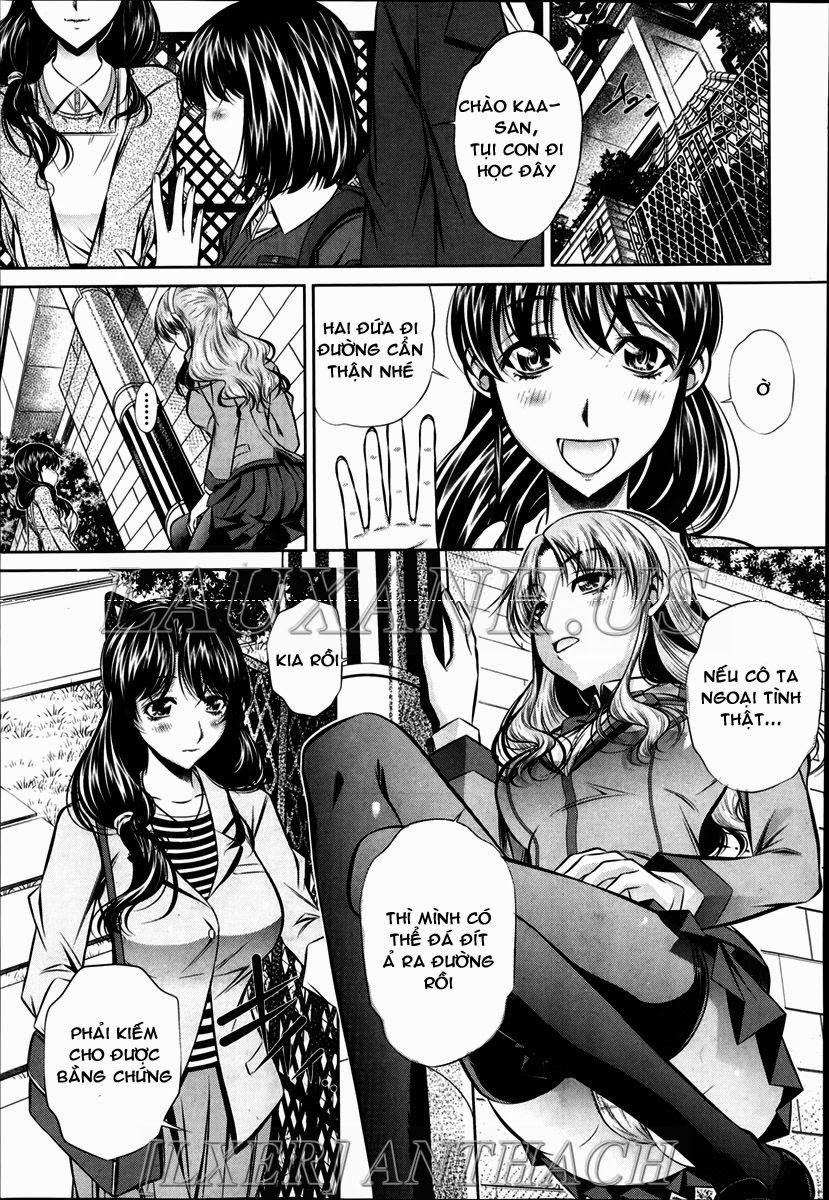 CHÀO KAA-
SAN,
TỤI CON ĐI
HỌC ĐÂY
Ờ
HAI ĐỨA ĐI
ĐƯỜNG CẨN
THẬN NHÉ
........
LAUXANH.US
NẾU CÔ TA
NGOẠI TÌNH
THẬT...
KIA RỒI
THÌ MÌNH CÓ
THỂ ĐÁ ĐÍT
Ả RA ĐƯỜNG
RỒI
PHẢI KIẾM
CHO ĐƯỢC
BẰNG CHỨNG
[LXER] ANTHACH